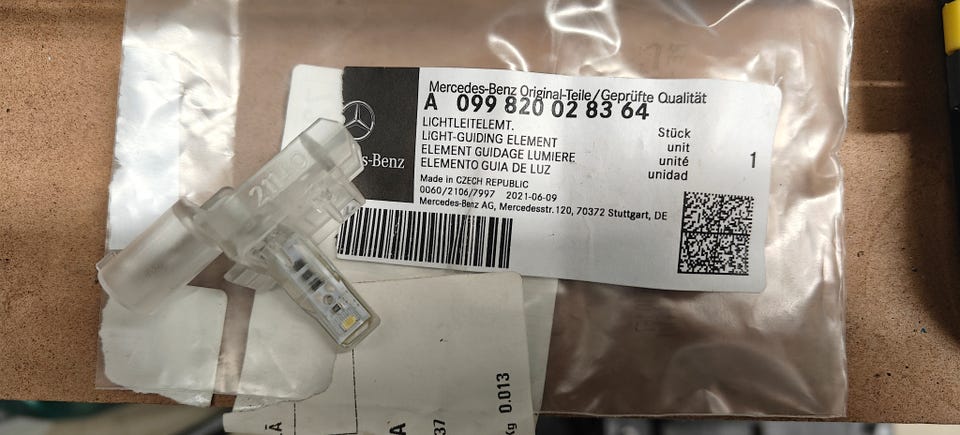 Mercedes-Benz Original-Teile/Geprüfte Qualität
A 099 820 02 83 64
LICHTLEITELEMT.
LIGHT-GUIDING ELEMENT
ELEMENT GUIDAGE LUMIERE
ELEMENTO GUIA DE LUZ
Stück
unit
unité
unidad
1
Made in CZECH REPUBLIC
0060/2106/7997 2021-06-09
Mercedes-Benz AG, Mercedesstr.120, 70372 Stuttgart, DE
s-Benz
A
37
Kg 0.013